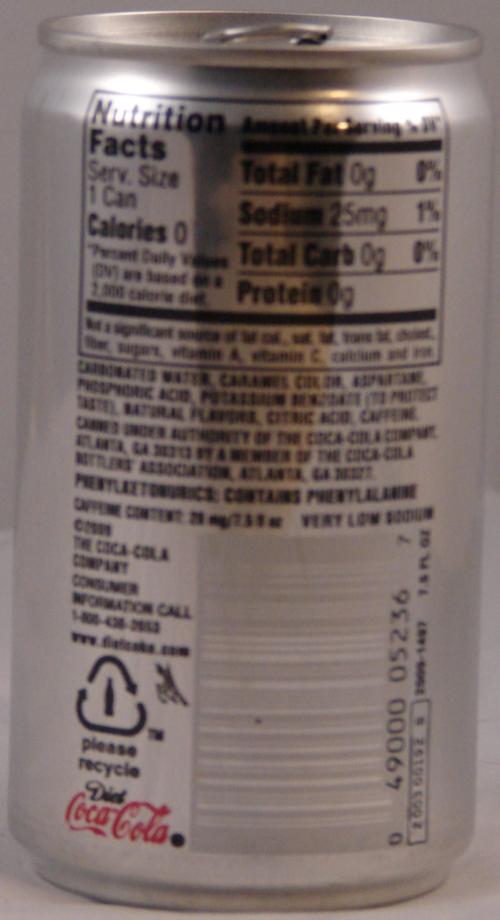 Nutrition
Facts
Serv. Size
1 Can
Calories 0
*Percent Daily Values
(DV) are based on a
2,000 calorie diet.
Amount Per Serving % DV*
Total Fat 0g 0%
Sodium 25mg 1%
Total Carb 0g 0%
Protein 0g
Not a significant source of fat cal., sat. fat, trans fat, cholest.,
fiber, sugars, vitamin A, vitamin C, calcium and iron.
CARBONATED WATER, CARAMEL COLOR, ASPARTAME,
PHOSPHORIC ACID, POTASSIUM BENZOATE (TO PROTECT
TASTE), NATURAL FLAVORS, CITRIC ACID, CAFFEINE.
CANNED UNDER AUTHORITY OF THE COCA-COLA COMPANY,
ATLANTA, GA 30313 BY A MEMBER OF THE COCA-COLA
BOTTLERS' ASSOCIATION, ATLANTA, GA 30327.
PHENYLKETONURICS: CONTAINS PHENYLALANINE
CAFFEINE CONTENT: 28 mg/7.5 fl oz VERY LOW SODIUM
©2009
THE COCA-COLA
COMPANY
CONSUMER
INFORMATION CALL
1-800-438-2653
www.dietcoke.com
TM
please
recycle
Diet
Coca-Cola
0 49000 05236 7
2009-1497 7.5 FL OZ